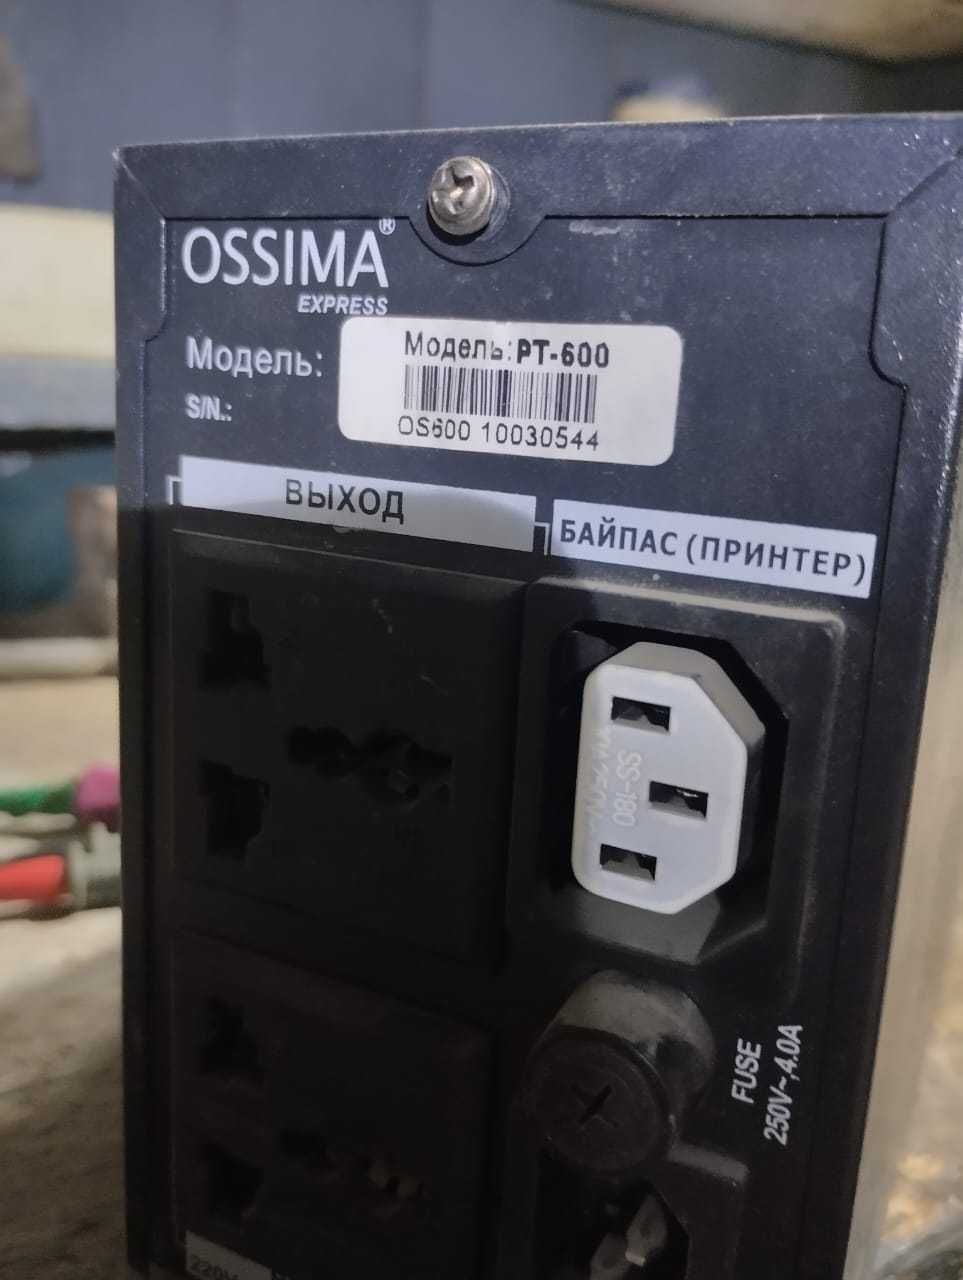 OSSIMA®
EXPRESS
Модель:
S/N.:
Модель:PT-600
OS600 10030544
ВЫХОД
БАЙПАС (ПРИНТЕР)
SS-180
FUSE
250V~,4.0A